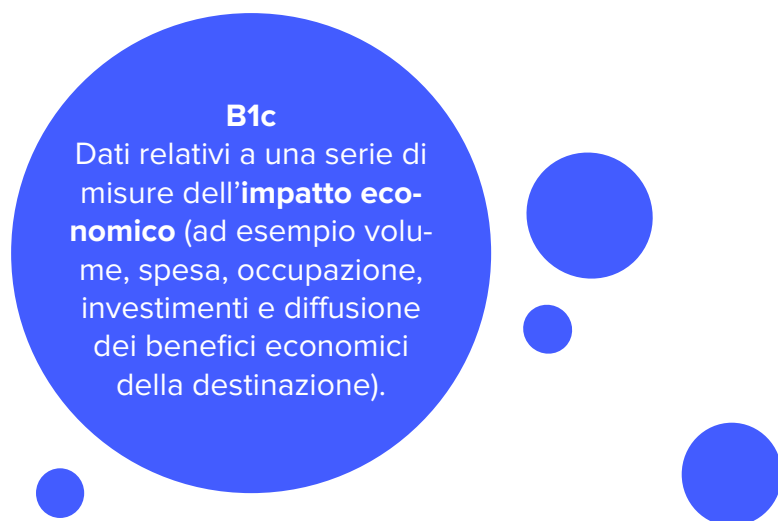 B1c
Dati relativi a una serie di
misure dell’impatto eco-
nomico (ad esempio volu-
me, spesa, occupazione,
investimenti e diffusione
dei benefici economici
della destinazione).